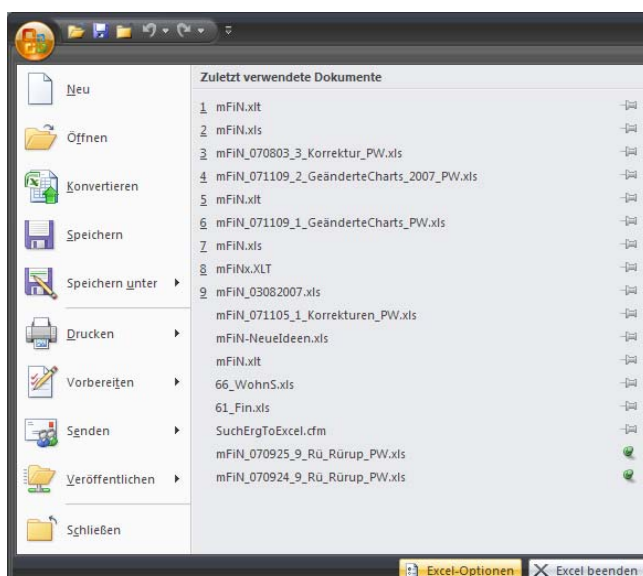 Zuletzt verwendete Dokumente
Neu
Öffnen
Konvertieren
Speichern
Speichern unter
Drucken
Vorbereiten
Senden
Veröffentlichen
Schließen
1 mFiN.xlt
2 mFiN.xls
3 mFiN_070803_3_Korrektur_PW.xls
4 mFiN_071109_2_GeänderteCharts_2007_PW.xls
5 mFiN.xlt
6 mFiN_071109_1_GeänderteCharts_PW.xls
7 mFiN.xls
8 mFiNx.XLT
9 mFiN_03082007.xls
mFiN_071105_1_Korrekturen_PW.xls
mFiN-NeueIdeen.xls
mFiN.xlt
66_WohnS.xls
61_Fin.xls
SuchErgToExcel.cfm
mFiN_070925_9_Rü_Rürup_PW.xls
mFiN_070924_9_Rü_Rürup_PW.xls
Excel-Optionen
Excel beenden